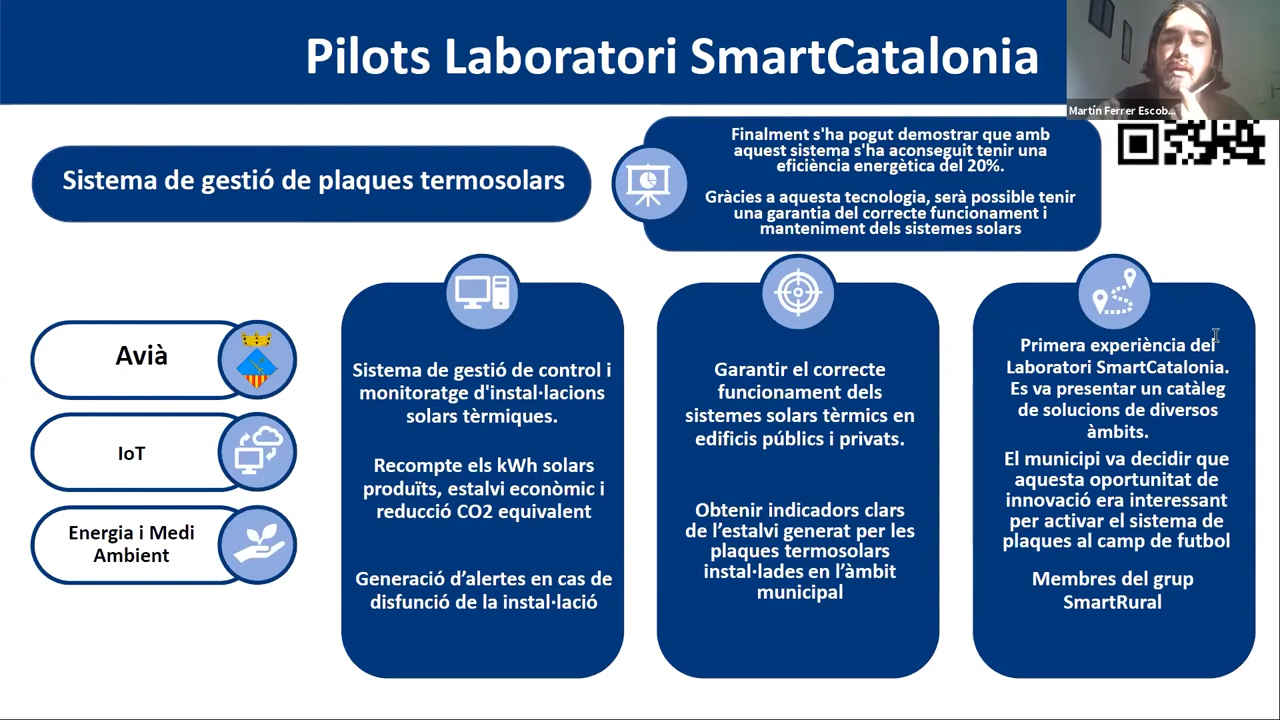 Pilots Laboratori SmartCatalonia
Martín Ferrer Escob...
Sistema de gestió de plaques termosolars
Finalment s'ha pogut demostrar que amb
aquest sistema s'ha aconseguit tenir una
eficiència energètica del 20%.
Gràcies a aquesta tecnologia, serà possible tenir
una garantia del correcte funcionament i
manteniment dels sistemes solars
Avià
IoT
Energia i Medi
Ambient
Sistema de gestió de control i
monitoratge d'instal·lacions
solars tèrmiques.
Recompte els kWh solars
produïts, estalvi econòmic i
reducció CO2 equivalent
Generació d’alertes en cas de
disfunció de la instal·lació
Garantir el correcte
funcionament dels
sistemes solars tèrmics en
edificis públics i privats.
Obtenir indicadors clars
de l’estalvi generat per les
plaques termosolars
instal·lades en l’àmbit
municipal
Primera experiència del
Laboratori SmartCatalonia.
Es va presentar un catàleg
de solucions de diversos
àmbits.
El municipi va decidir que
aquesta oportunitat de
innovació era interessant
per activar el sistema de
plaques al camp de futbol
Membres del grup
SmartRural